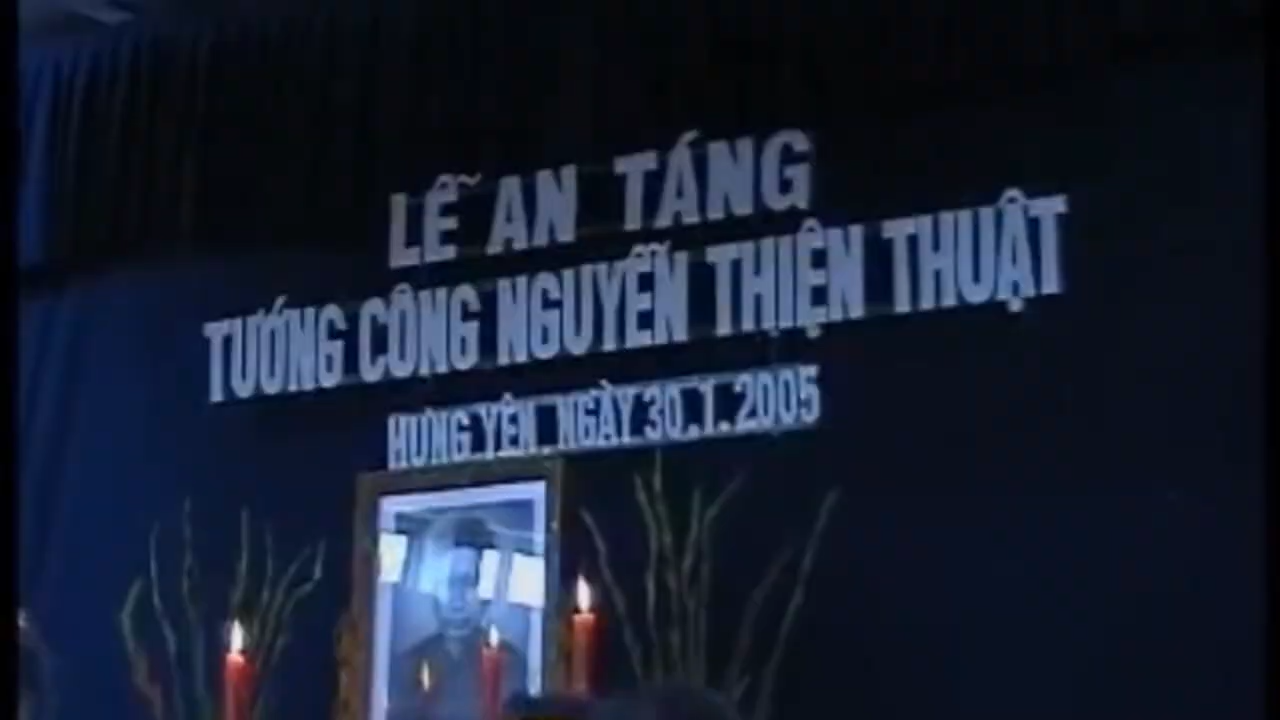 LỄ AN TÁNG
TƯỚNG CÔNG NGUYỄN THIỆN THUẬT
HƯNG YÊN. NGÀY 30.1.2005